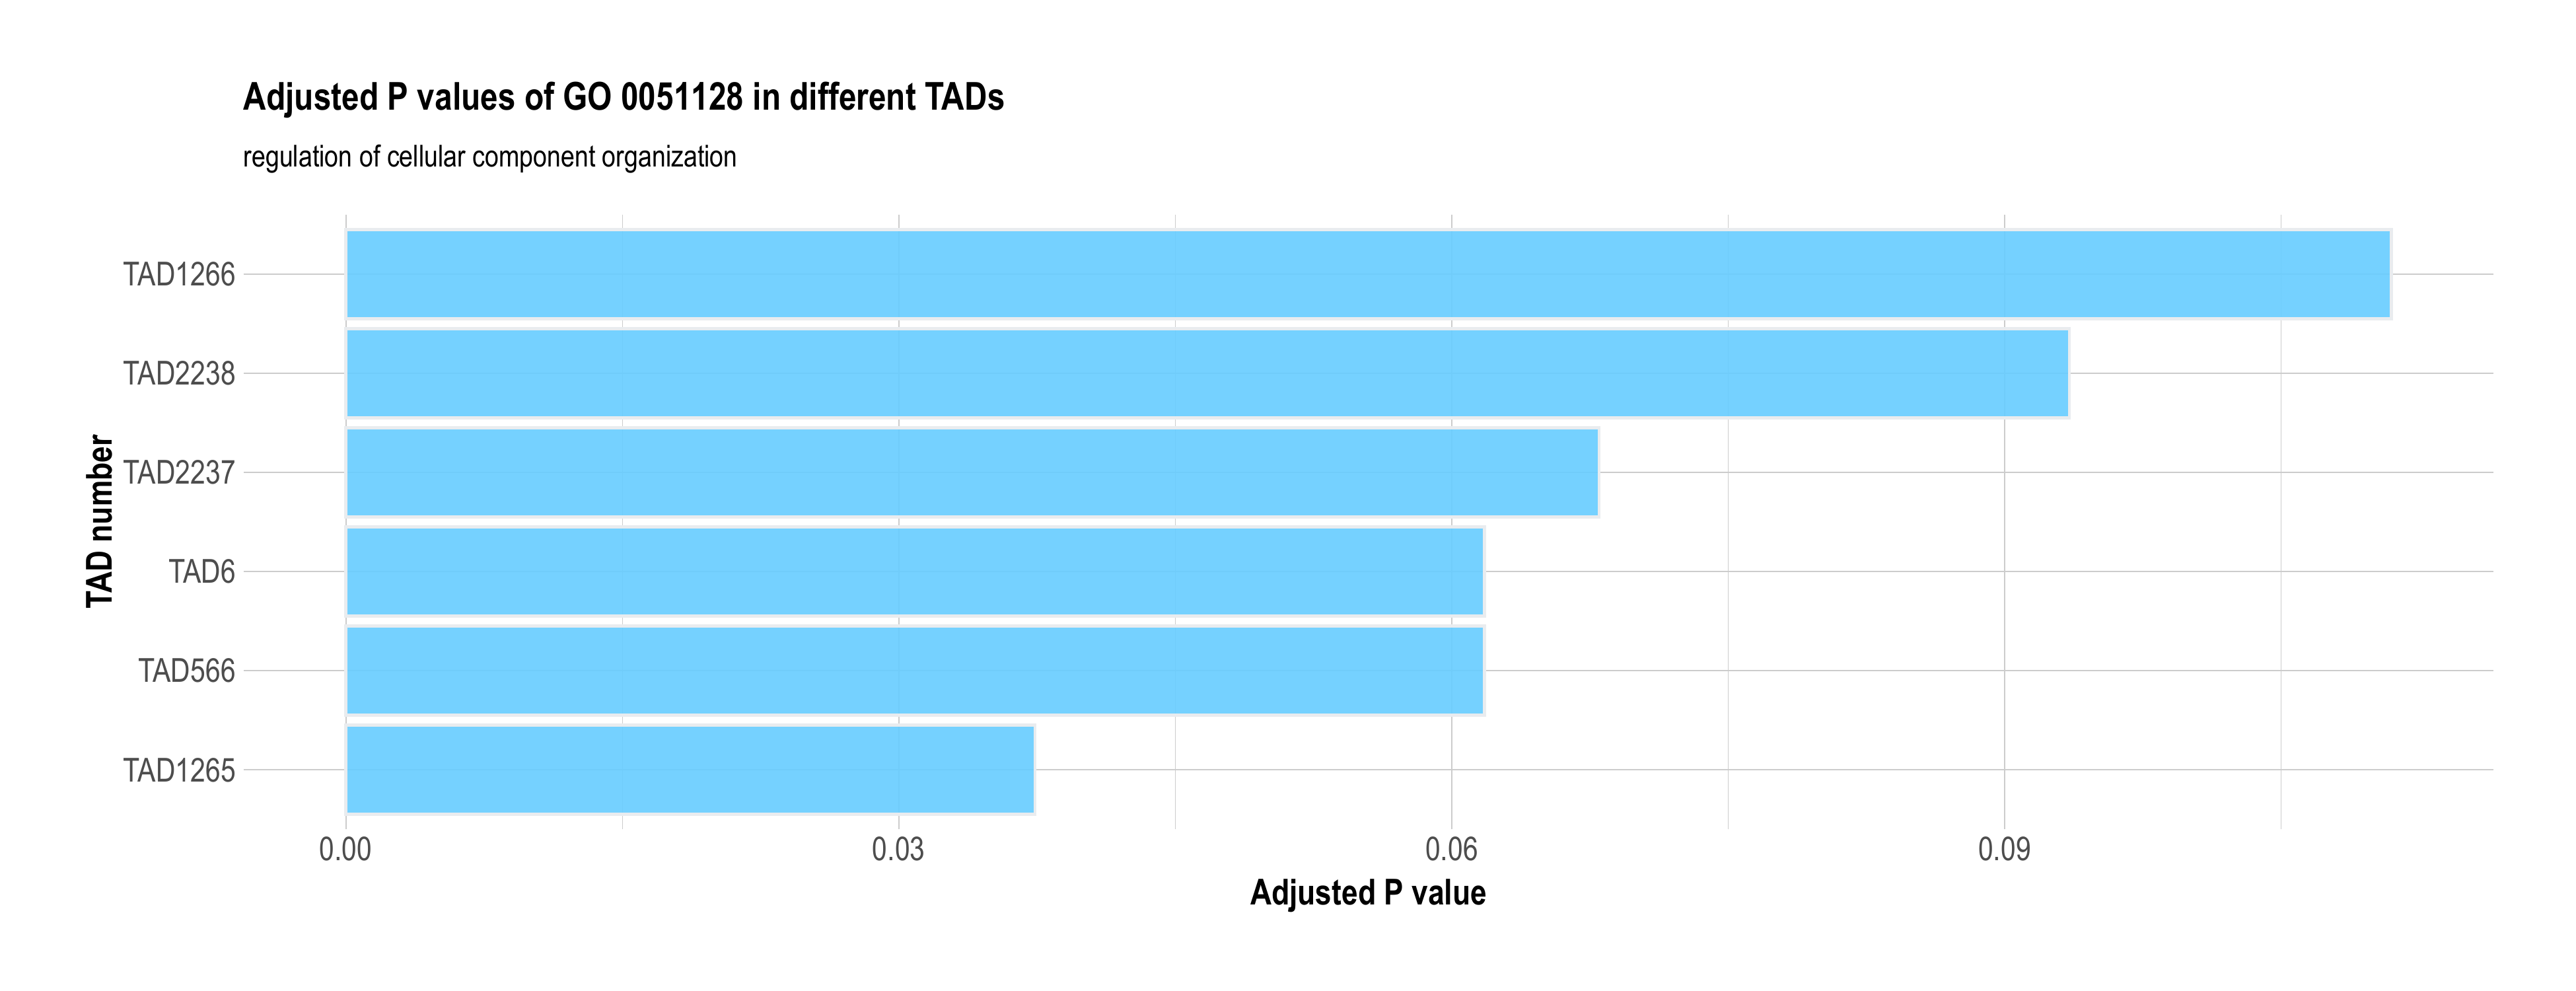 Adjusted P values of GO 0051128 in different TADs
regulation of cellular component organization
TAD number
TAD1266
TAD2238
TAD2237
TAD6
TAD566
TAD1265
0.00 0.03 0.06 0.09
Adjusted P value